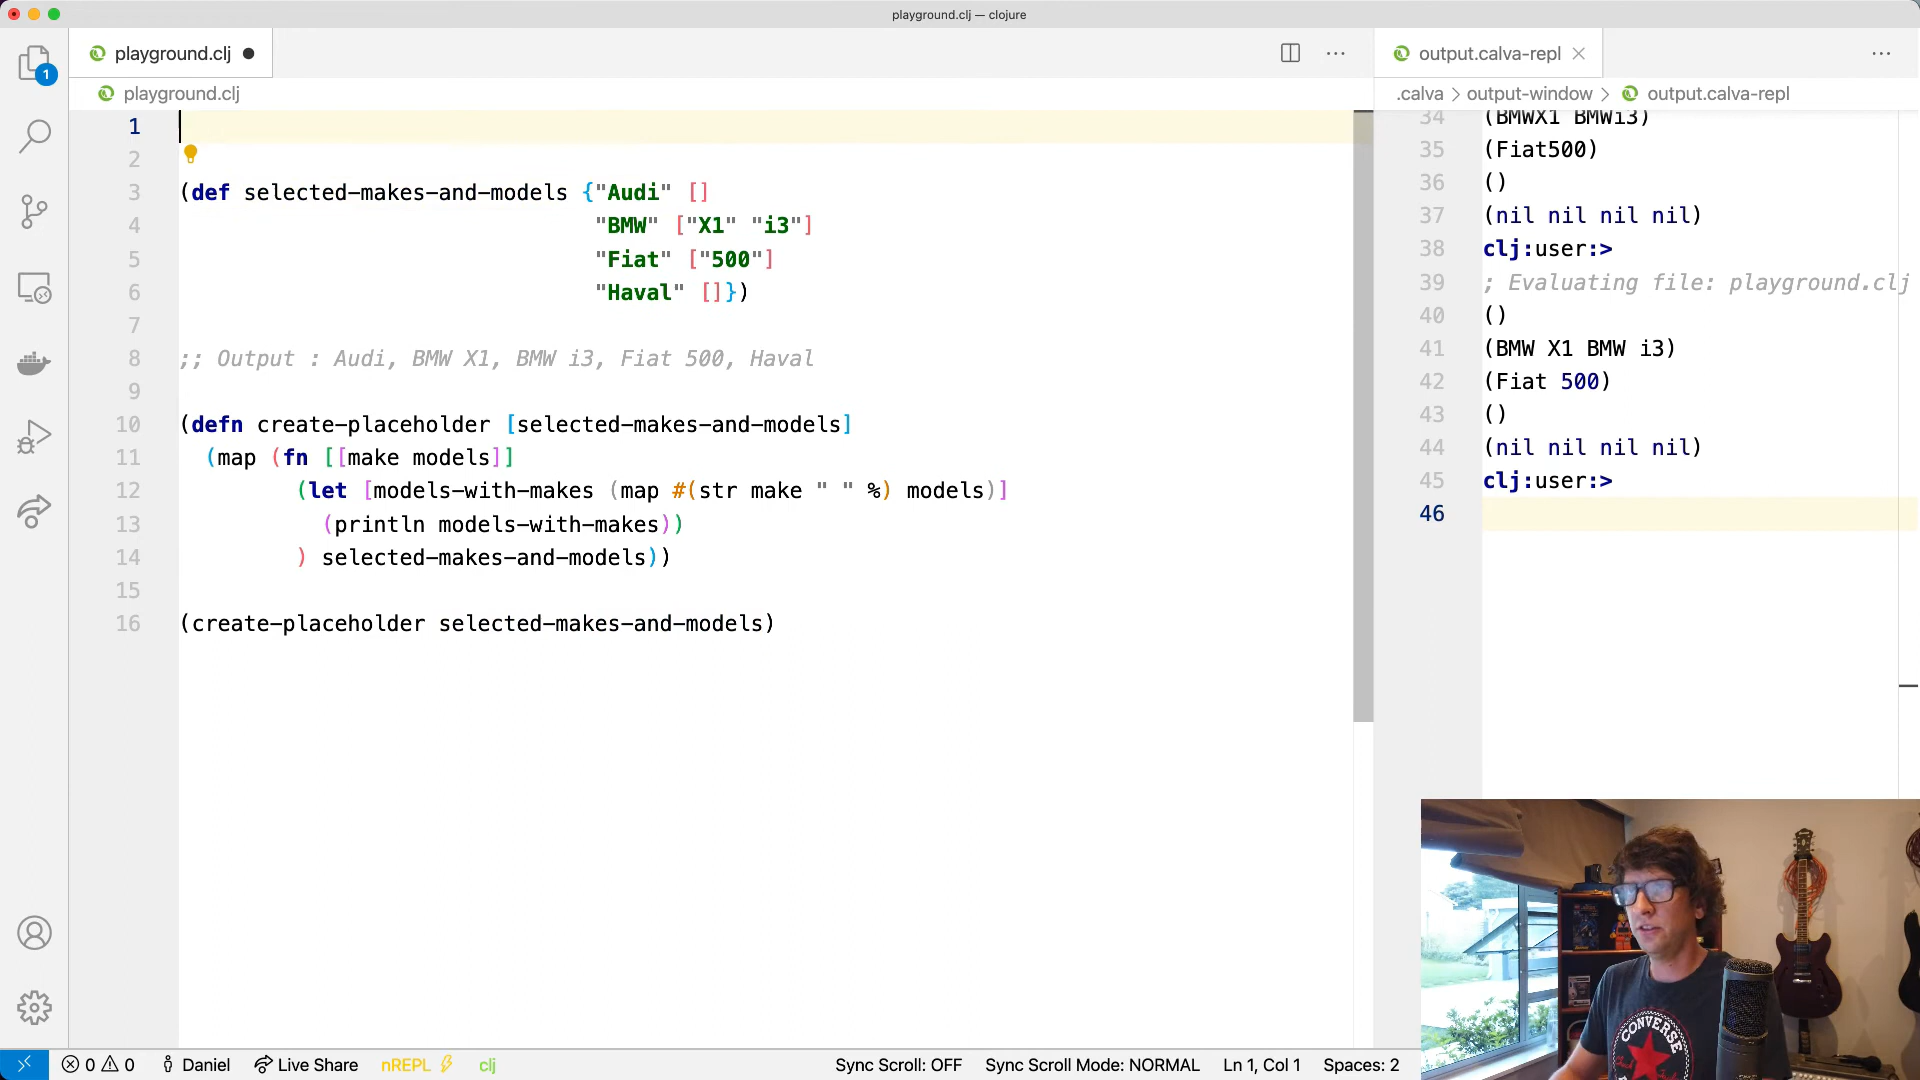 playground.clj — clojure
playground.clj
output.calva-repl
1
playground.clj
.calva > output-window > output.calva-repl
1
2
3 (def selected-makes-and-models {"Audi" []
4 "BMW" ["X1" "i3"]
5 "Fiat" ["500"]
6 "Haval" []})
7
8 ;; Output : Audi, BMW X1, BMW i3, Fiat 500, Haval
9
10 (defn create-placeholder [selected-makes-and-models]
11 (map (fn [[make models]]
12 (let [models-with-makes (map #(str make " " %) models)]
13 (println models-with-makes))
14 ) selected-makes-and-models))
15
16 (create-placeholder selected-makes-and-models)
34 (BMWX1 BMWi3)
35 (Fiat500)
36 ()
37 (nil nil nil nil)
38 clj:user:>
39 ; Evaluating file: playground.clj
40 ()
41 (BMW X1 BMW i3)
42 (Fiat 500)
43 ()
44 (nil nil nil nil)
45 clj:user:>
46
CONVERSE
0 0 Daniel Live Share nREPL clj Sync Scroll: OFF Sync Scroll Mode: NORMAL Ln 1, Col 1 Spaces: 2